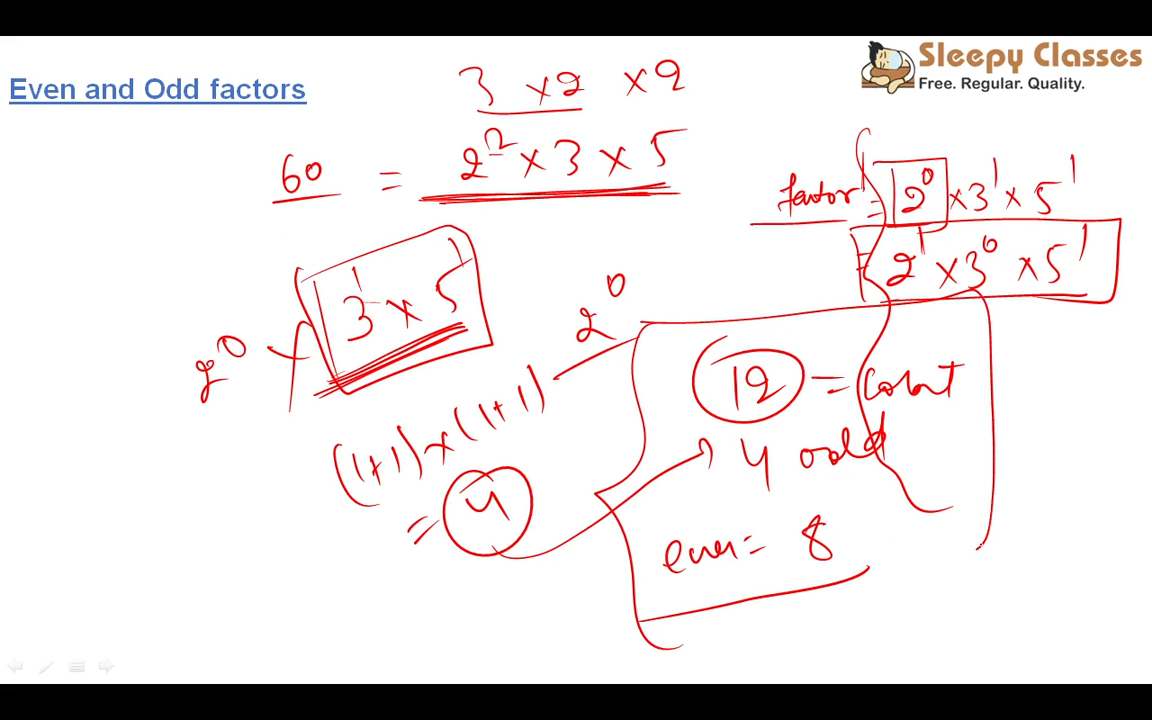 Sleepy Classes
Free. Regular. Quality.
Even and Odd factors
3 × 2 × 2
60 = 2² × 3 × 5
factor = 2⁰ × 3¹ × 5¹
= 2¹ × 3⁰ × 5¹
2⁰ × 3¹ × 5¹
2⁰
(1+1) × (1+1)
= 4
12 =
4 odd
even = 8